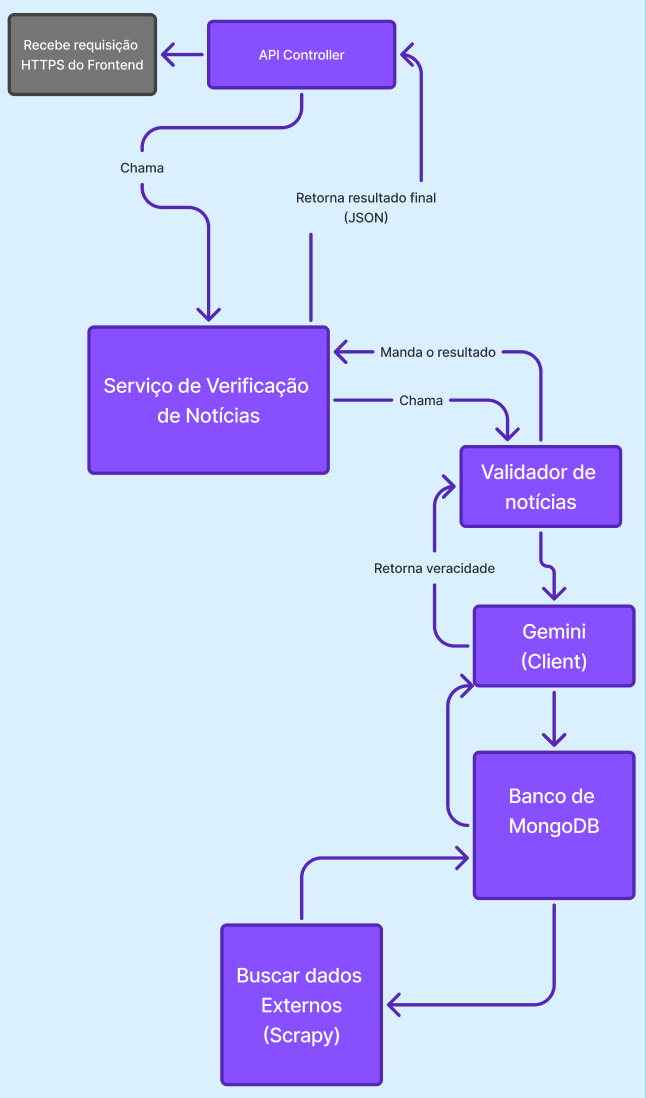 Recebe requisição
HTTPS do Frontend
API Controller
Chama
Retorna resultado final
(JSON)
Serviço de Verificação
de Notícias
Manda o resultado
Chama
Validador de
notícias
Retorna veracidade
Gemini
(Client)
Banco de
MongoDB
Buscar dados
Externos
(Scrapy)